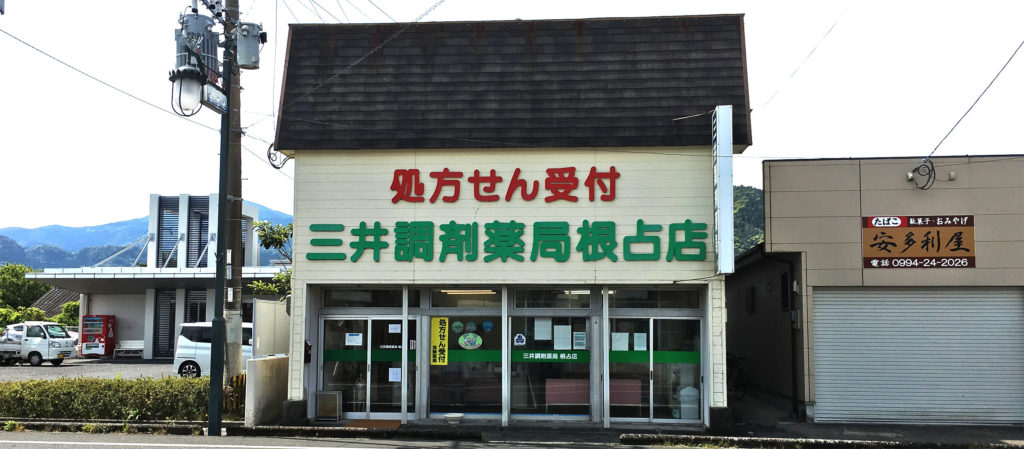 処方せん受付
三井調剤薬局根占店
処方せん受付
三井調剤薬局 根占店
たばこ 駄菓子・おみやげ
安多利屋
電話 0994-24-2026